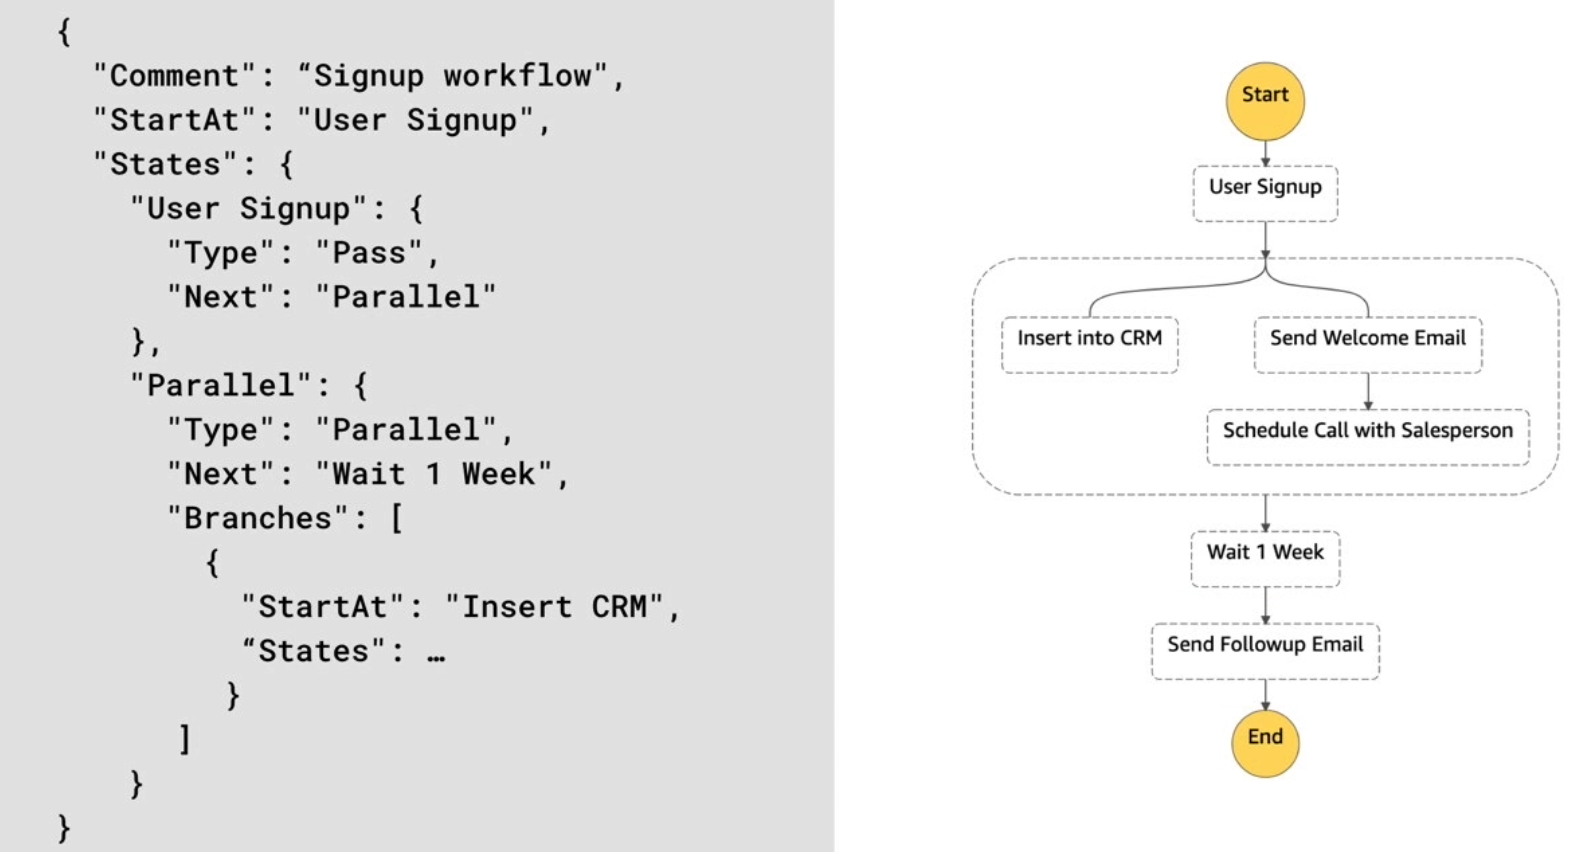 {
"Comment": “Signup workflow",
"StartAt": "User Signup",
"States": {
"User Signup": {
"Type": "Pass",
"Next": "Parallel"
},
"Parallel": {
"Type": "Parallel",
"Next": "Wait 1 Week",
"Branches": [
{
"StartAt": "Insert CRM",
“States": …
}
]
}
}
Start
User Signup
Insert into CRM
Send Welcome Email
Schedule Call with Salesperson
Wait 1 Week
Send Followup Email
End